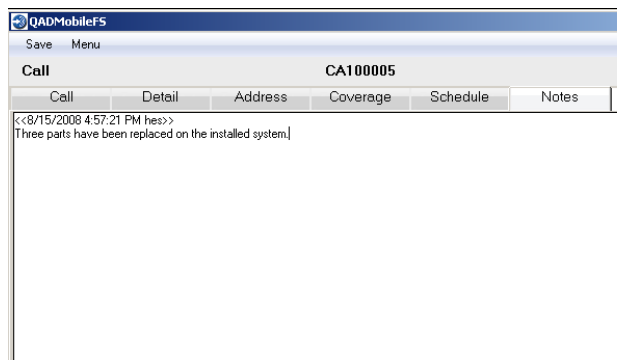 QADMobileFS
Save Menu
Call CA100005
Call Detail Address Coverage Schedule Notes
<<8/15/2008 4:57:21 PM hes>>
Three parts have been replaced on the installed system.